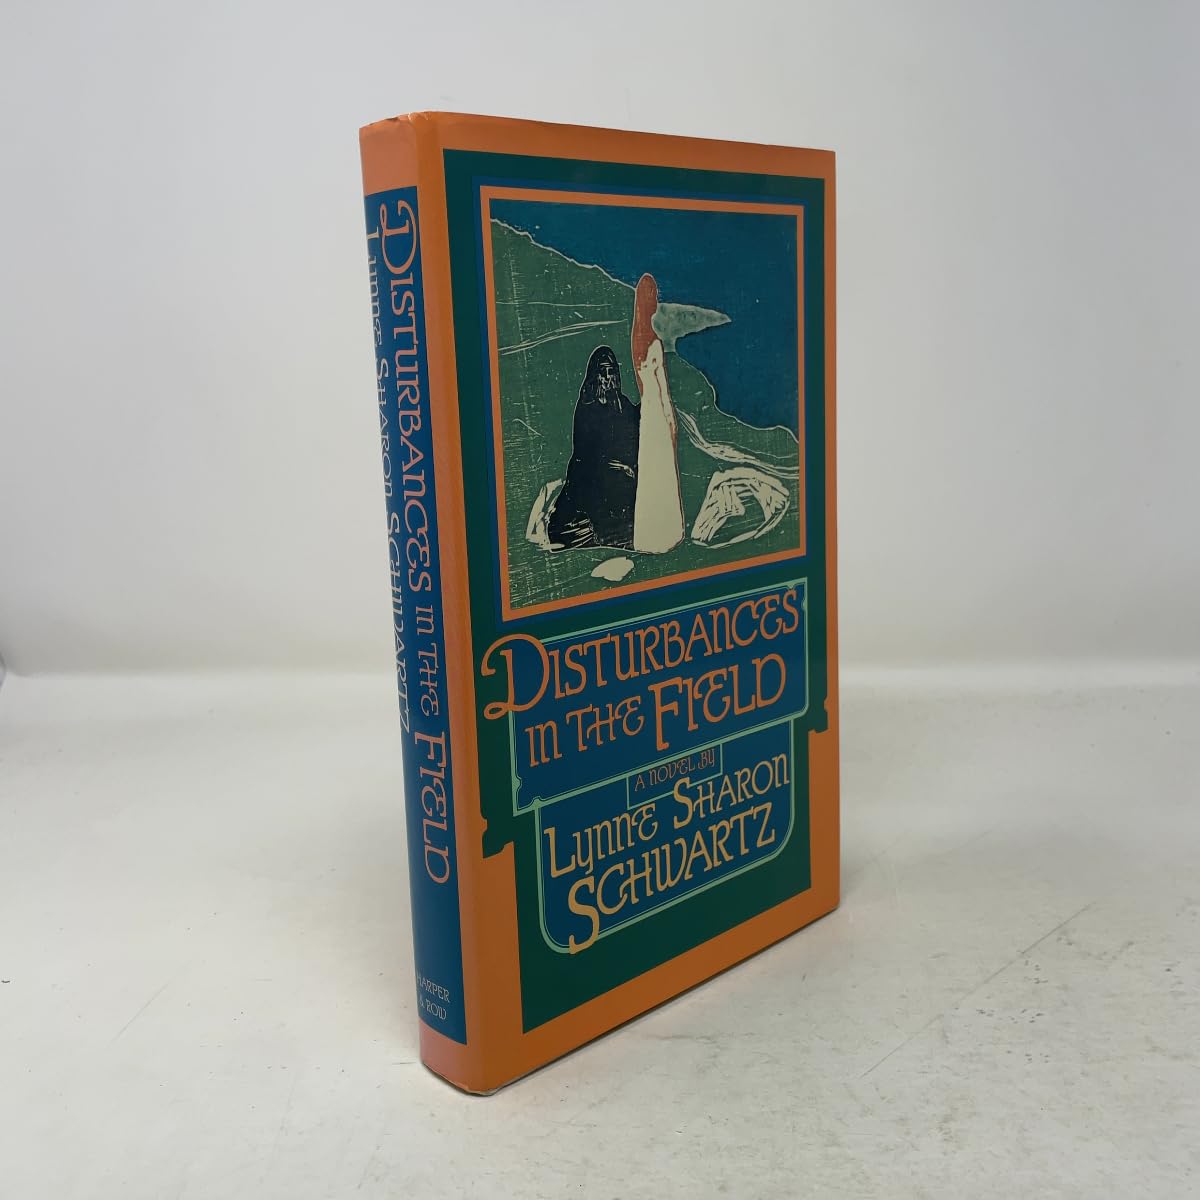 DISTURBANCES IN THE FIELD
LYNNE SHARON SCHWARTZ
HARPER
& ROW
DISTURBANCES
IN THE FIELD
A NOVEL BY
LYNNE SHARON
SCHWARTZ